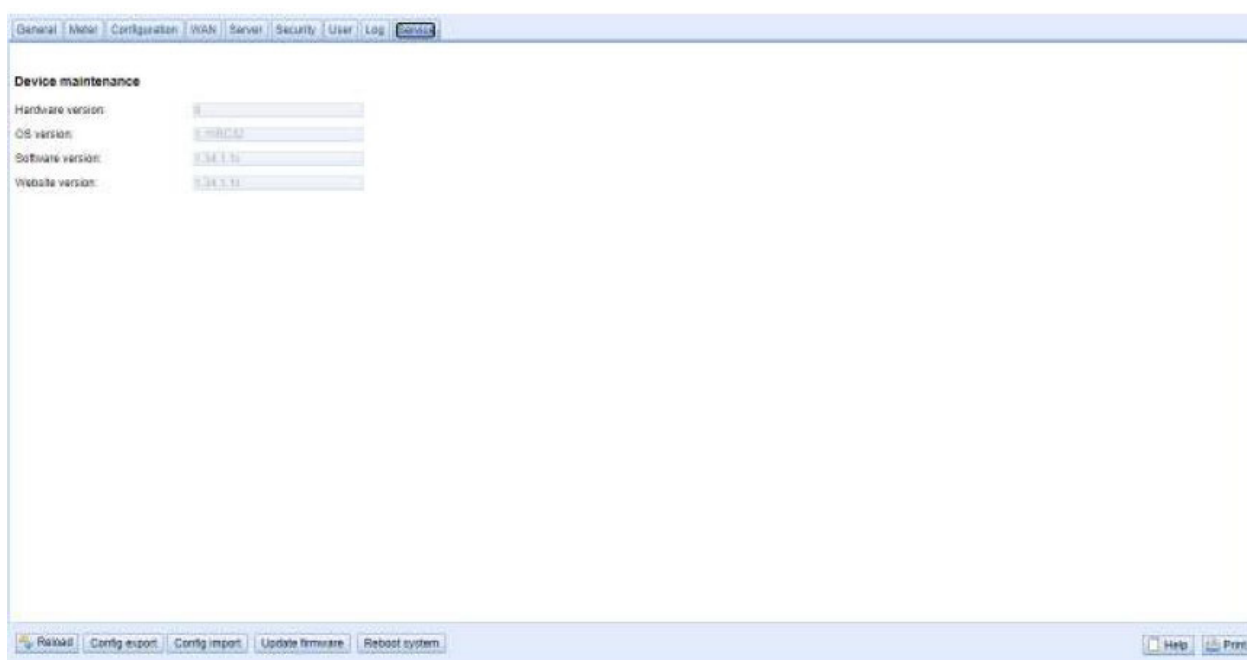 General Meter Configuration WAN Server Security User Log Service
Device maintenance
Hardware version:
OS version:
Software version:
Website version:
Reload Config export Config import Update firmware Reboot system Help Print